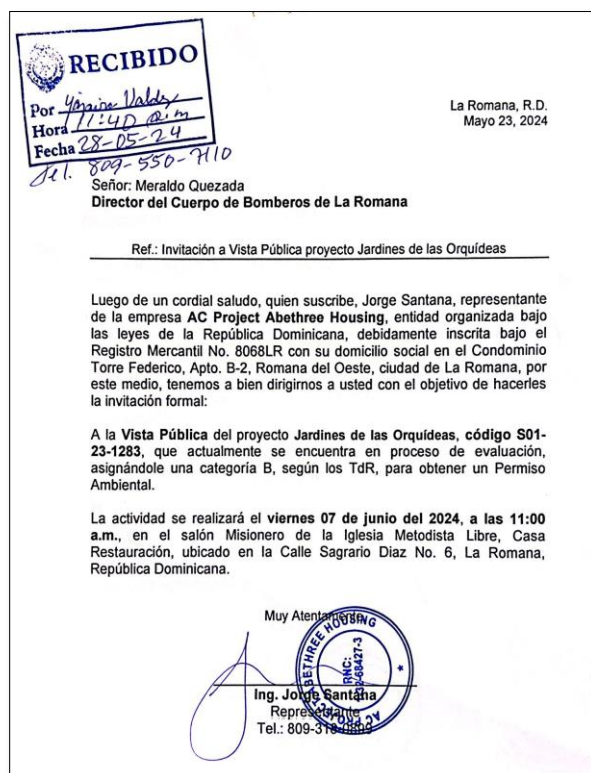 RECIBIDO
Por Yinaira Valdez
Hora 11:40 a.m
Fecha 28-05-24
Tel. 809-550-7110
La Romana, R.D.
Mayo 23, 2024
Señor: Meraldo Quezada
Director del Cuerpo de Bomberos de La Romana
Ref.: Invitación a Vista Pública proyecto Jardines de las Orquídeas
Luego de un cordial saludo, quien suscribe, Jorge Santana, representante
de la empresa AC Project Abethree Housing, entidad organizada bajo
las leyes de la República Dominicana, debidamente inscrita bajo el
Registro Mercantil No. 8068LR con su domicilio social en el Condominio
Torre Federico, Apto. B-2, Romana del Oeste, ciudad de La Romana, por
este medio, tenemos a bien dirigirnos a usted con el objetivo de hacerles
la invitación formal:
A la Vista Pública del proyecto Jardines de las Orquídeas, código S01-
23-1283, que actualmente se encuentra en proceso de evaluación,
asignándole una categoría B, según los TdR, para obtener un Permiso
Ambiental.
La actividad se realizará el viernes 07 de junio del 2024, a las 11:00
a.m., en el salón Misionero de la Iglesia Metodista Libre, Casa
Restauración, ubicado en la Calle Sagrario Diaz No. 6, La Romana,
República Dominicana.
Muy Atentamente
AC PROJECT ABETHREE HOUSING
RNC:
132-68427-3
Ing. Jorge Santana
Representante
Tel.: 809-318-0899